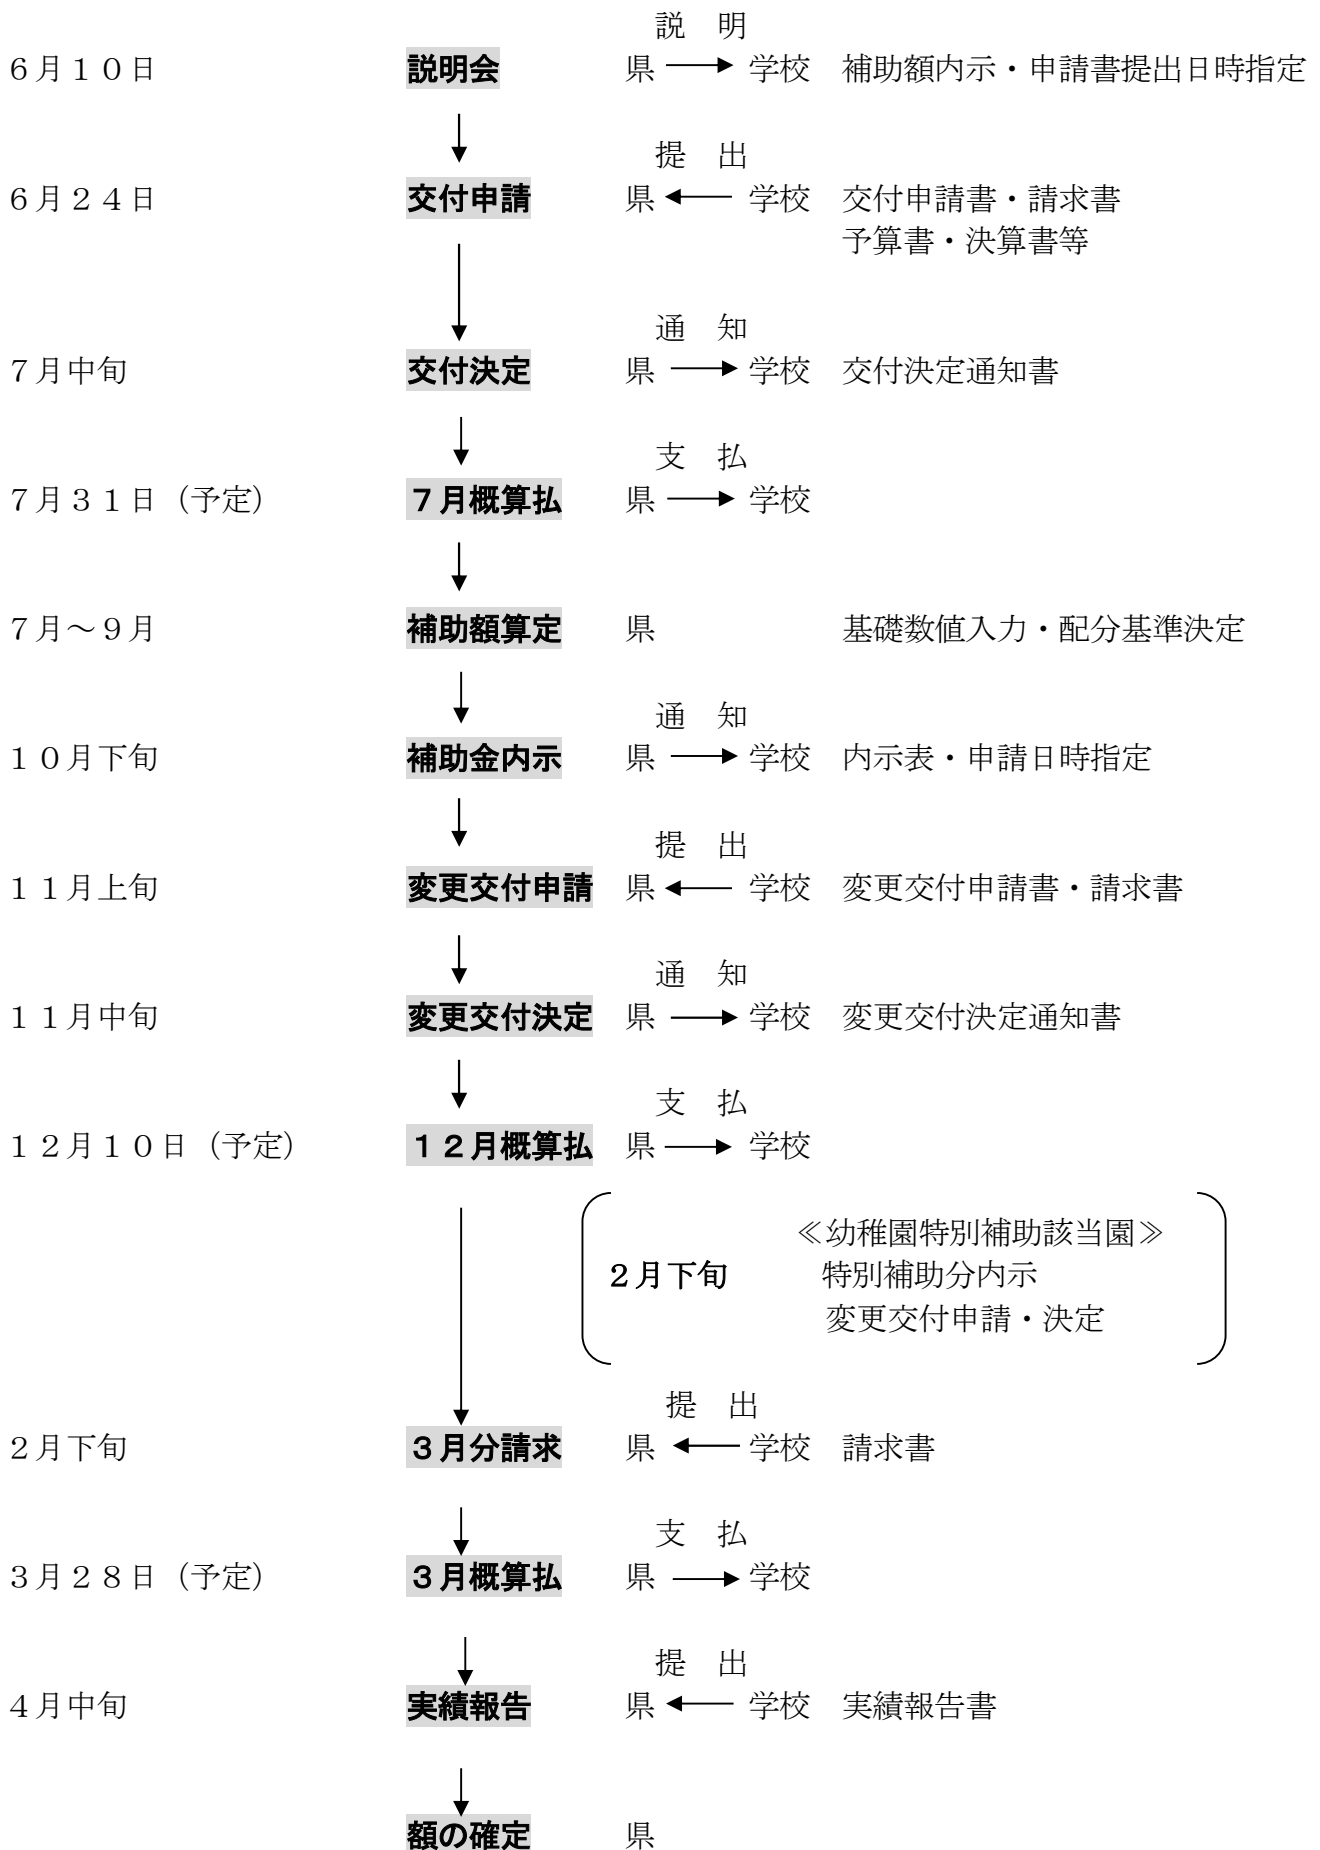 説　明
６月１０日　説明会　県　学校　補助額内示・申請書提出日時指定
提　出
６月２４日　交付申請　県　学校　交付申請書・請求書
予算書・決算書等
通　知
７月中旬　交付決定　県　学校　交付決定通知書
支　払
７月３１日（予定）　７月概算払　県　学校
７月～９月　補助額算定　県　基礎数値入力・配分基準決定
通　知
１０月下旬　補助金内示　県　学校　内示表・申請日時指定
提　出
１１月上旬　変更交付申請　県　学校　変更交付申請書・請求書
通　知
１１月中旬　変更交付決定　県　学校　変更交付決定通知書
支　払
１２月１０日（予定）　１２月概算払　県　学校
≪幼稚園特別補助該当園≫
２月下旬　特別補助分内示
変更交付申請・決定
提　出
２月下旬　３月分請求　県　学校　請求書
支　払
３月２８日（予定）　３月概算払　県　学校
提　出
４月中旬　実績報告　県　学校　実績報告書
額の確定　県